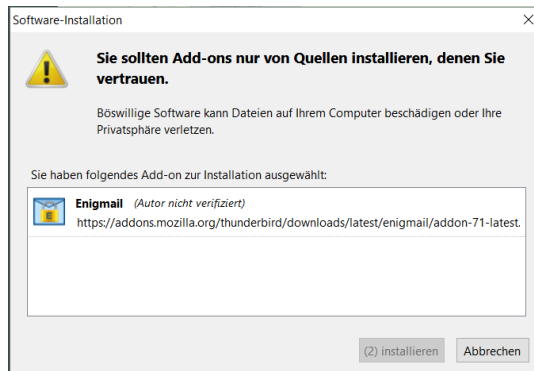 Software-Installation
Sie sollten Add-ons nur von Quellen installieren, denen Sie
vertrauen.
Böswillige Software kann Dateien auf Ihrem Computer beschädigen oder Ihre
Privatsphäre verletzen.
Sie haben folgendes Add-on zur Installation ausgewählt:
Enigmail (Autor nicht verifiziert)
https://addons.mozilla.org/thunderbird/downloads/latest/enigmail/addon-71-latest.
(2) installieren Abbrechen